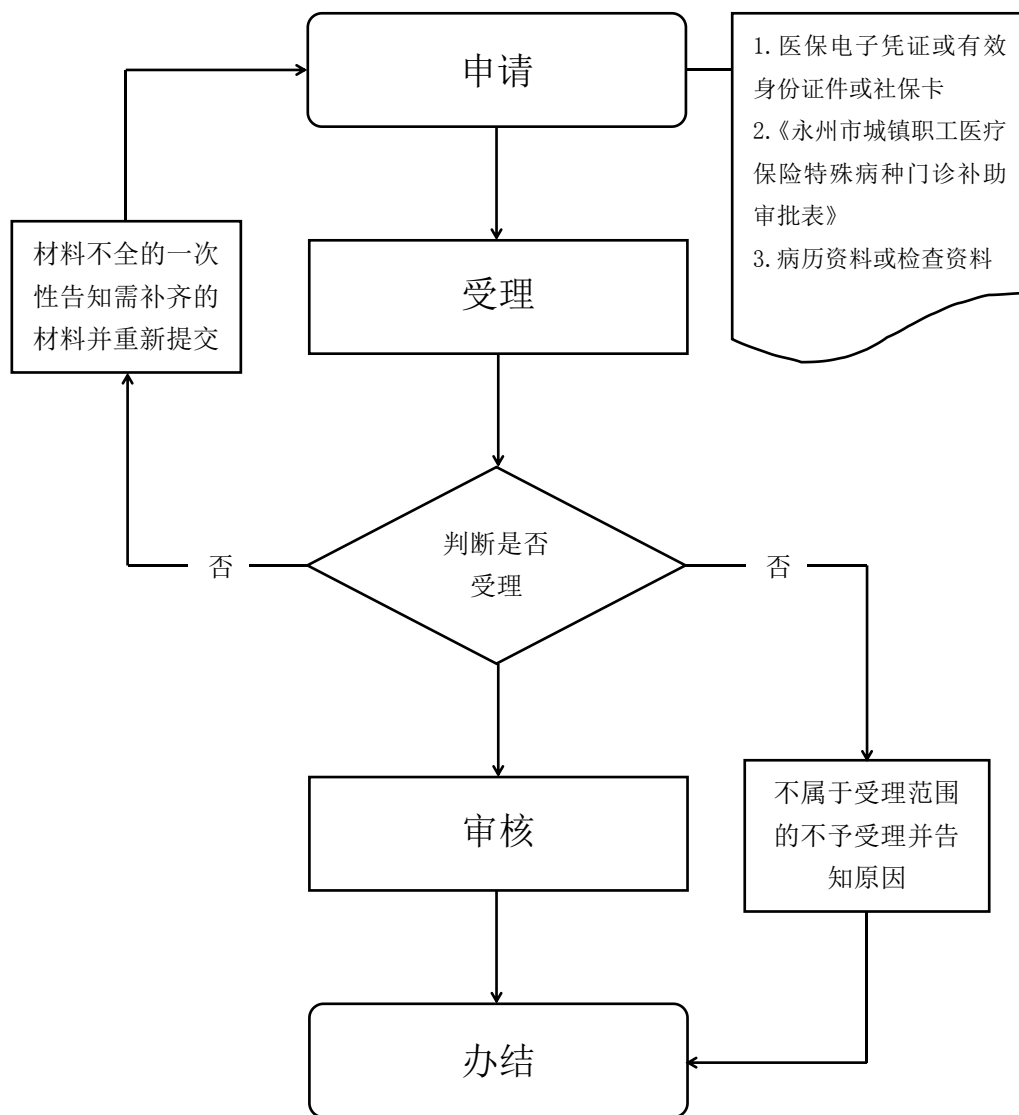 申请
1.医保电子凭证或有效
身份证件或社保卡
2.《永州市城镇职工医疗
保险特殊病种门诊补助
审批表》
3.病历资料或检查资料
材料不全的一次
性告知需补齐的
材料并重新提交
受理
判断是否
受理
否
否
审核
不属于受理范围
的不予受理并告
知原因
办结